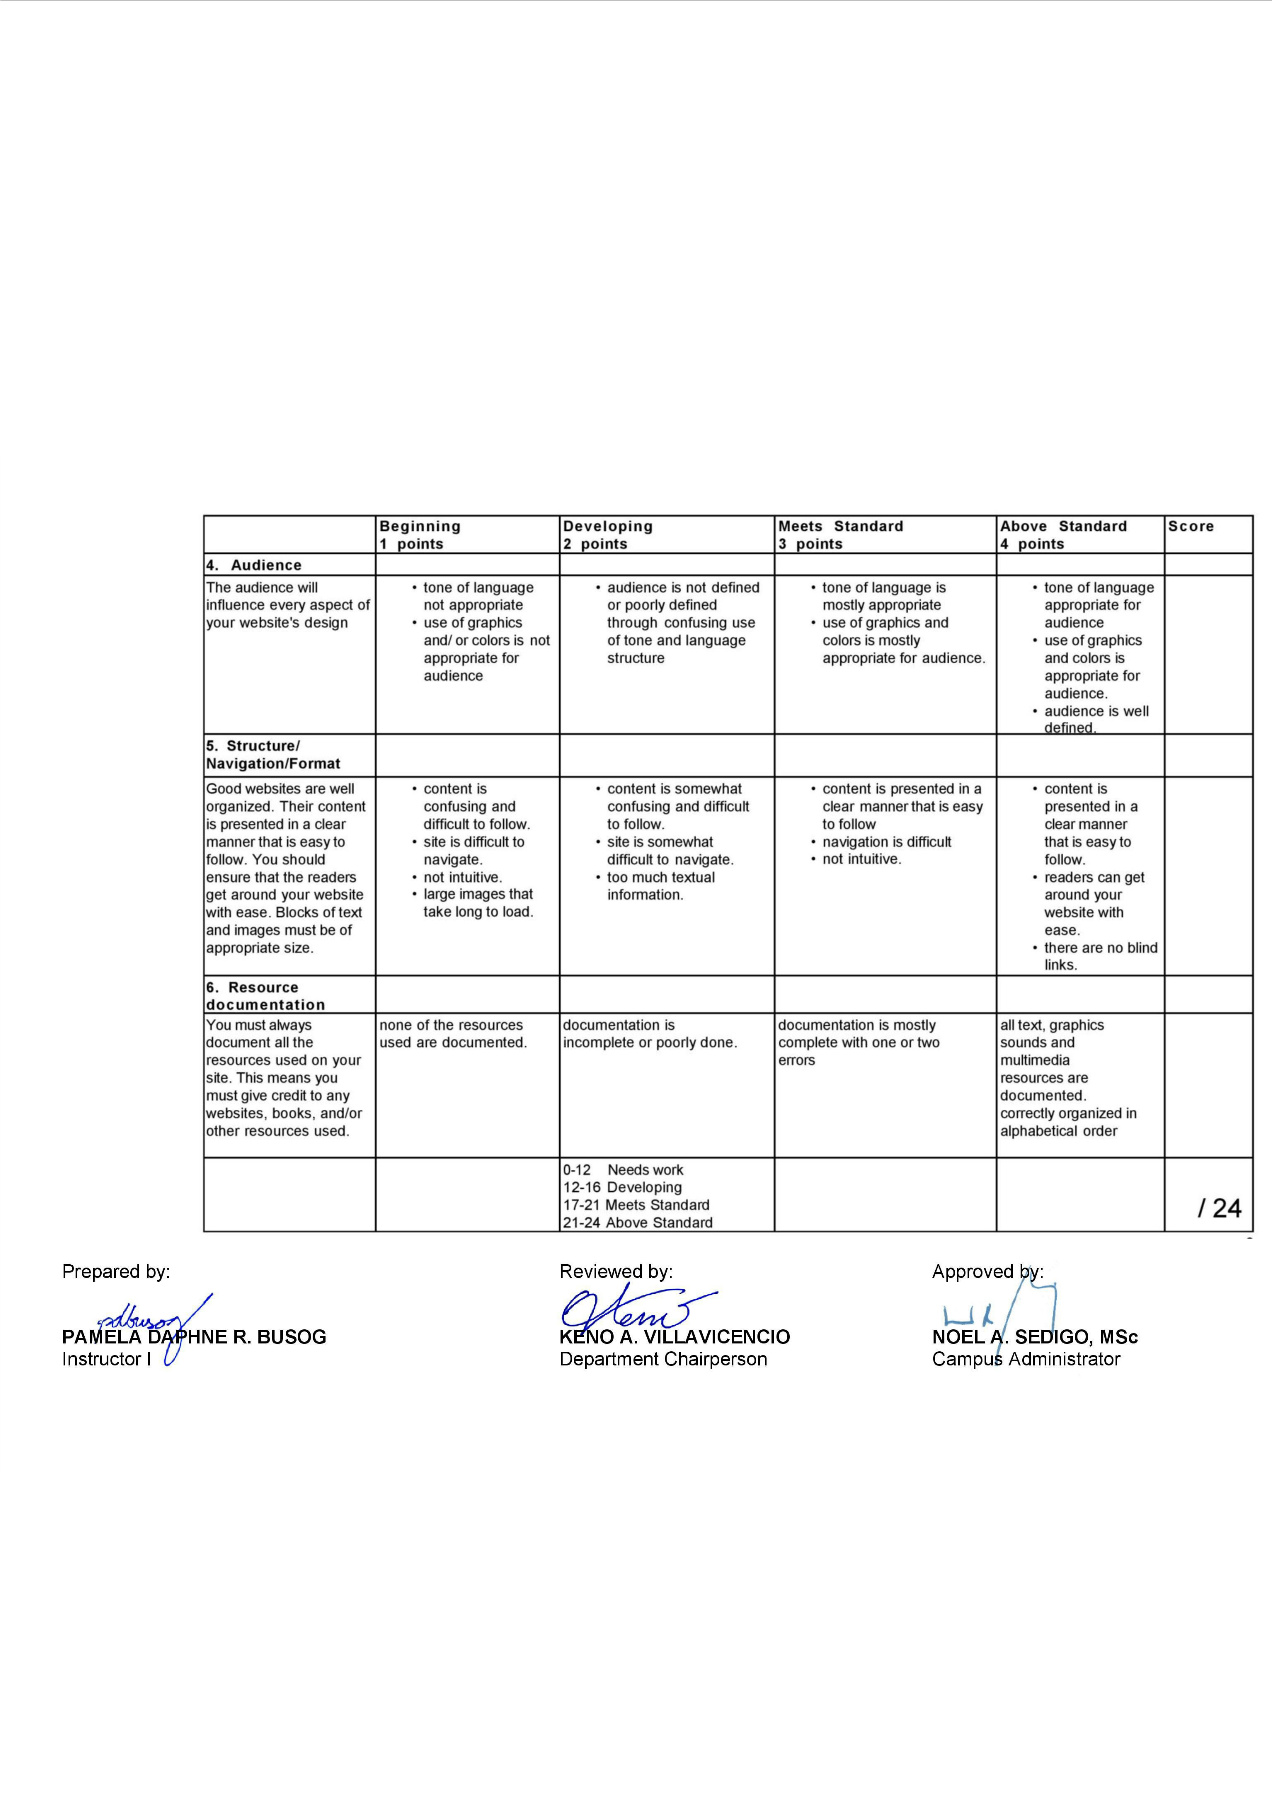 Beginning
1 points
Developing
2 points
Meets Standard
3 points
Above Standard
4 points
Score
4. Audience
The audience will
influence every aspect of
your website's design
• tone of language
not appropriate
• use of graphics
and/ or colors is not
appropriate for
audience
• audience is not defined
or poorly defined
through confusing use
of tone and language
structure
• tone of language is
mostly appropriate
• use of graphics and
colors is mostly
appropriate for audience.
• tone of language
appropriate for
audience
• use of graphics
and colors is
appropriate for
audience.
• audience is well
defined.
5. Structure/
Navigation/Format
Good websites are well
organized. Their content
is presented in a clear
manner that is easy to
follow. You should
ensure that the readers
get around your website
with ease. Blocks of text
and images must be of
appropriate size.
• content is
confusing and
difficult to follow.
• site is difficult to
navigate.
• not intuitive.
• large images that
take long to load.
• content is somewhat
confusing and difficult
to follow.
• site is somewhat
difficult to navigate.
• too much textual
information.
• content is presented in a
clear manner that is easy
to follow
• navigation is difficult
• not intuitive.
• content is
presented in a
clear manner
that is easy to
follow.
• readers can get
around your
website with
ease.
• there are no blind
links.
6. Resource
documentation
You must always
document all the
resources used on your
site. This means you
must give credit to any
websites, books, and/or
other resources used.
none of the resources
used are documented.
documentation is
incomplete or poorly done.
documentation is mostly
complete with one or two
errors
all text, graphics
sounds and
multimedia
resources are
documented.
correctly organized in
alphabetical order
0-12 Needs work
12-16 Developing
17-21 Meets Standard
21-24 Above Standard
/ 24
Prepared by:
Reviewed by:
Approved by:
pdbusog
PAMELA DAPHNE R. BUSOG
KENO A. VILLAVICENCIO
NOEL A. SEDIGO, MSc
Instructor I
Department Chairperson
Campus Administrator